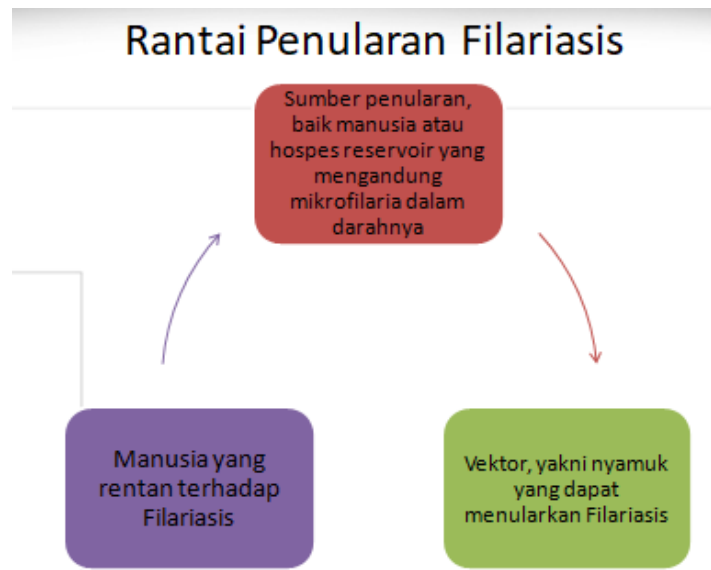 Rantai Penularan Filariasis
Sumber penularan,
baik manusia atau
hospes reservoir yang
mengandung
mikrofilaria dalam
darahnya
Manusia yang
rentan terhadap
Filariasis
Vektor, yakni nyamuk
yang dapat
menularkan Filariasis